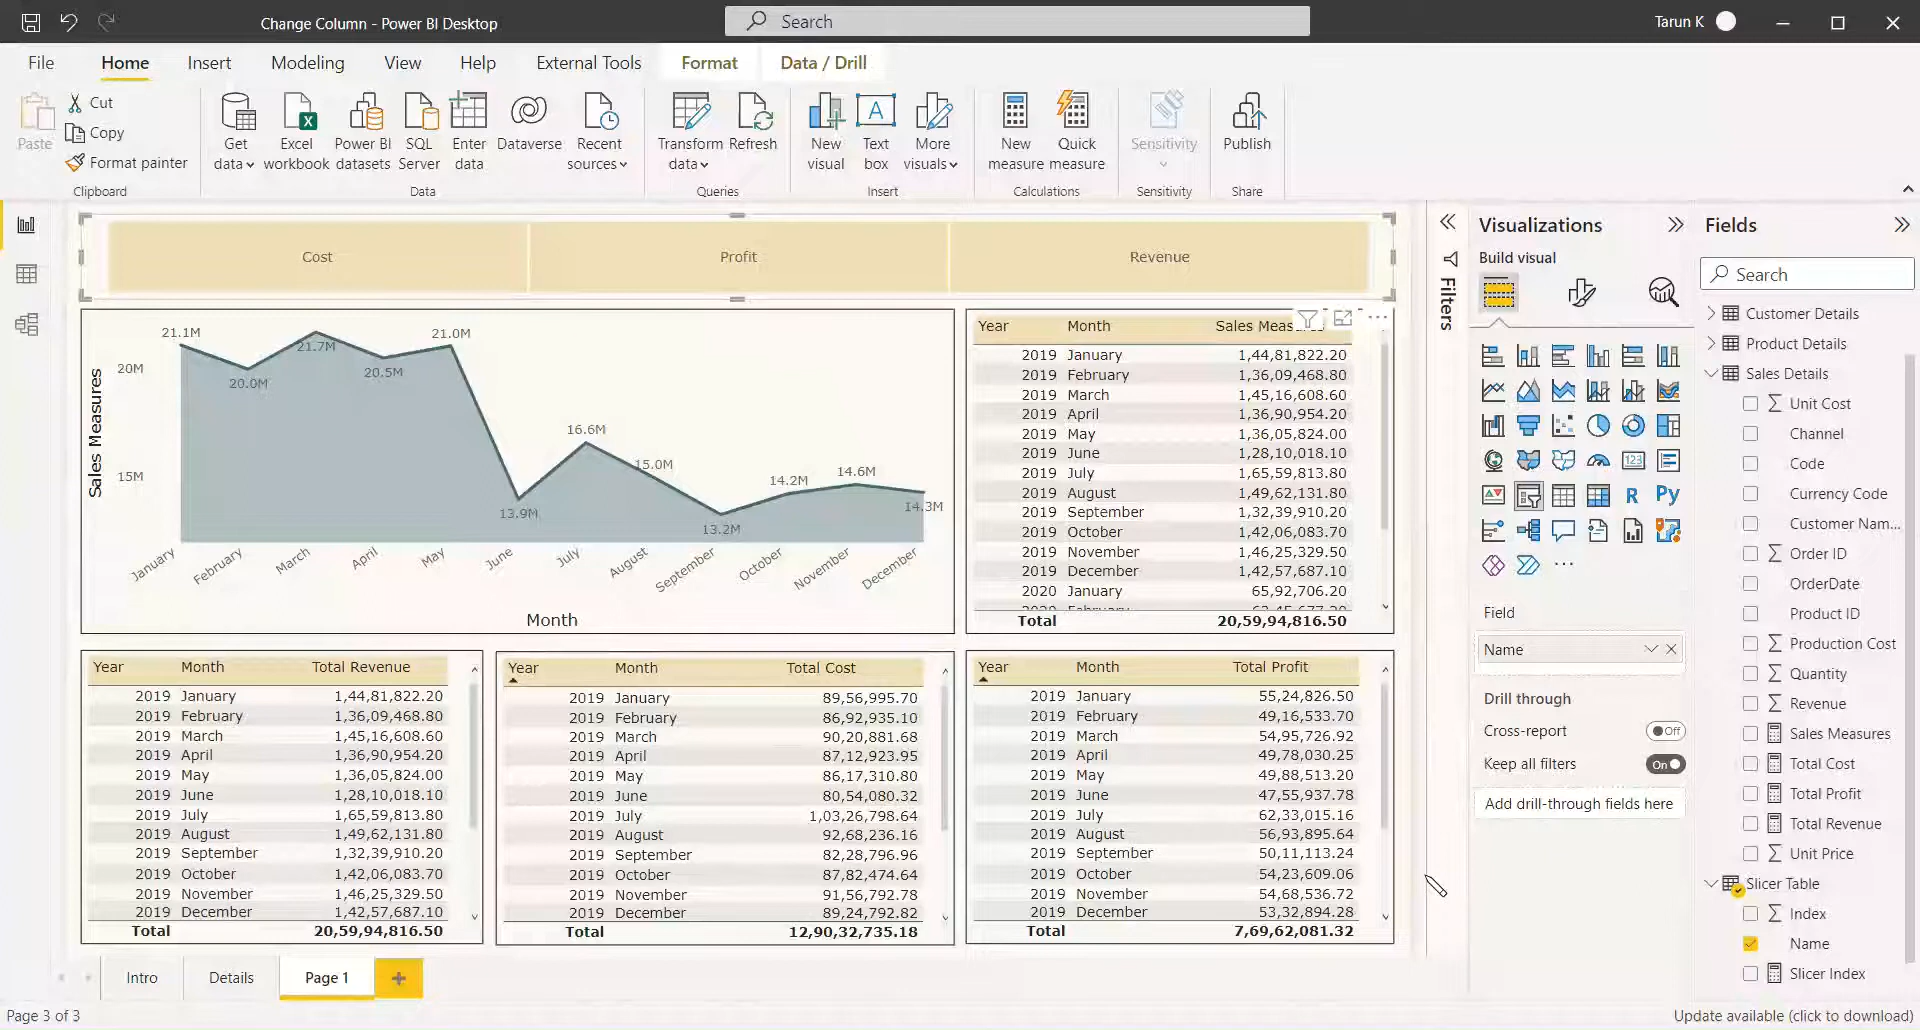 Change Column - Power BI Desktop
Search
Tarun K
File Home Insert Modeling View Help External Tools Format Data / Drill
Paste
Cut
Copy
Format painter
Clipboard
Get data
Excel workbook
Power BI datasets
SQL Server
Enter data
Dataverse
Recent sources
Data
Transform data
Refresh
Queries
New visual
Text box
More visuals
Insert
New measure
Quick measure
Calculations
Sensitivity
Sensitivity
Publish
Share
Cost Profit Revenue
Sales Measures
20M
15M
21.1M
20.0M
21.7M
20.5M
21.0M
13.9M
16.6M
15.0M
13.2M
14.2M
14.6M
14.3M
January February March April May June July August September October November December
Month
Year Month Sales Meas
2019 January 1,44,81,822.20
2019 February 1,36,09,468.80
2019 March 1,45,16,608.60
2019 April 1,36,90,954.20
2019 May 1,36,05,824.00
2019 June 1,28,10,018.10
2019 July 1,65,59,813.80
2019 August 1,49,62,131.80
2019 September 1,32,39,910.20
2019 October 1,42,06,083.70
2019 November 1,46,25,329.50
2019 December 1,42,57,687.10
2020 January 65,92,706.20
Total 20,59,94,816.50
Year Month Total Revenue
2019 January 1,44,81,822.20
2019 February 1,36,09,468.80
2019 March 1,45,16,608.60
2019 April 1,36,90,954.20
2019 May 1,36,05,824.00
2019 June 1,28,10,018.10
2019 July 1,65,59,813.80
2019 August 1,49,62,131.80
2019 September 1,32,39,910.20
2019 October 1,42,06,083.70
2019 November 1,46,25,329.50
2019 December 1,42,57,687.10
Total 20,59,94,816.50
Year Month Total Cost
2019 January 89,56,995.70
2019 February 86,92,935.10
2019 March 90,20,881.68
2019 April 87,12,923.95
2019 May 86,17,310.80
2019 June 80,54,080.32
2019 July 1,03,26,798.64
2019 August 92,68,236.16
2019 September 82,28,796.96
2019 October 87,82,474.64
2019 November 91,56,792.78
2019 December 89,24,792.82
Total 12,90,32,735.18
Year Month Total Profit
2019 January 55,24,826.50
2019 February 49,16,533.70
2019 March 54,95,726.92
2019 April 49,78,030.25
2019 May 49,88,513.20
2019 June 47,55,937.78
2019 July 62,33,015.16
2019 August 56,93,895.64
2019 September 50,11,113.24
2019 October 54,23,609.06
2019 November 54,68,536.72
2019 December 53,32,894.28
Total 7,69,62,081.32
Filters
Visualizations
Build visual
123
R
Py
Field
Name
Drill through
Cross-report Off
Keep all filters On
Add drill-through fields here
Fields
Search
Customer Details
Product Details
Sales Details
Unit Cost
Channel
Code
Currency Code
Customer Nam...
Order ID
OrderDate
Product ID
Production Cost
Quantity
Revenue
Sales Measures
Total Cost
Total Profit
Total Revenue
Unit Price
Slicer Table
Index
Name
Slicer Index
Intro Details Page 1
Page 3 of 3
Update available (click to download)